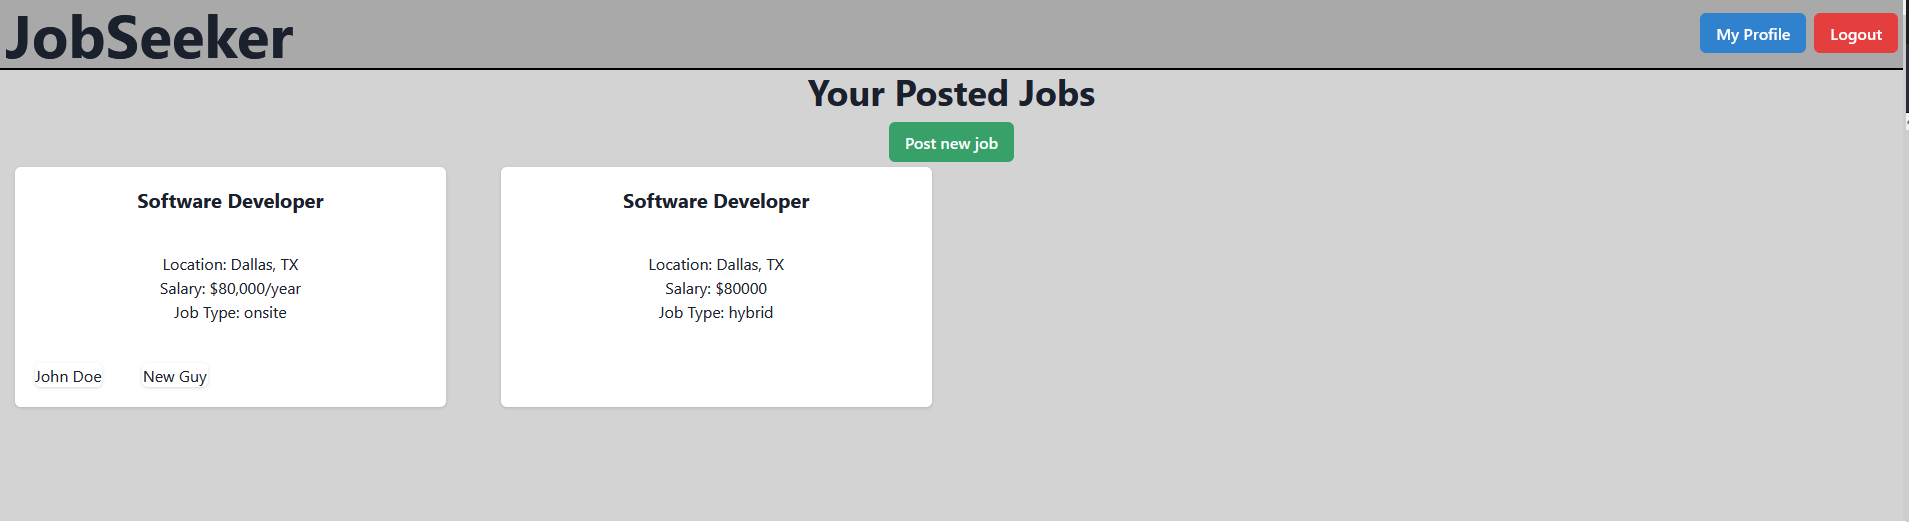 JobSeeker
My Profile
Logout
Your Posted Jobs
Post new job
Software Developer
Location: Dallas, TX
Salary: $80,000/year
Job Type: onsite
John Doe
New Guy
Software Developer
Location: Dallas, TX
Salary: $80000
Job Type: hybrid